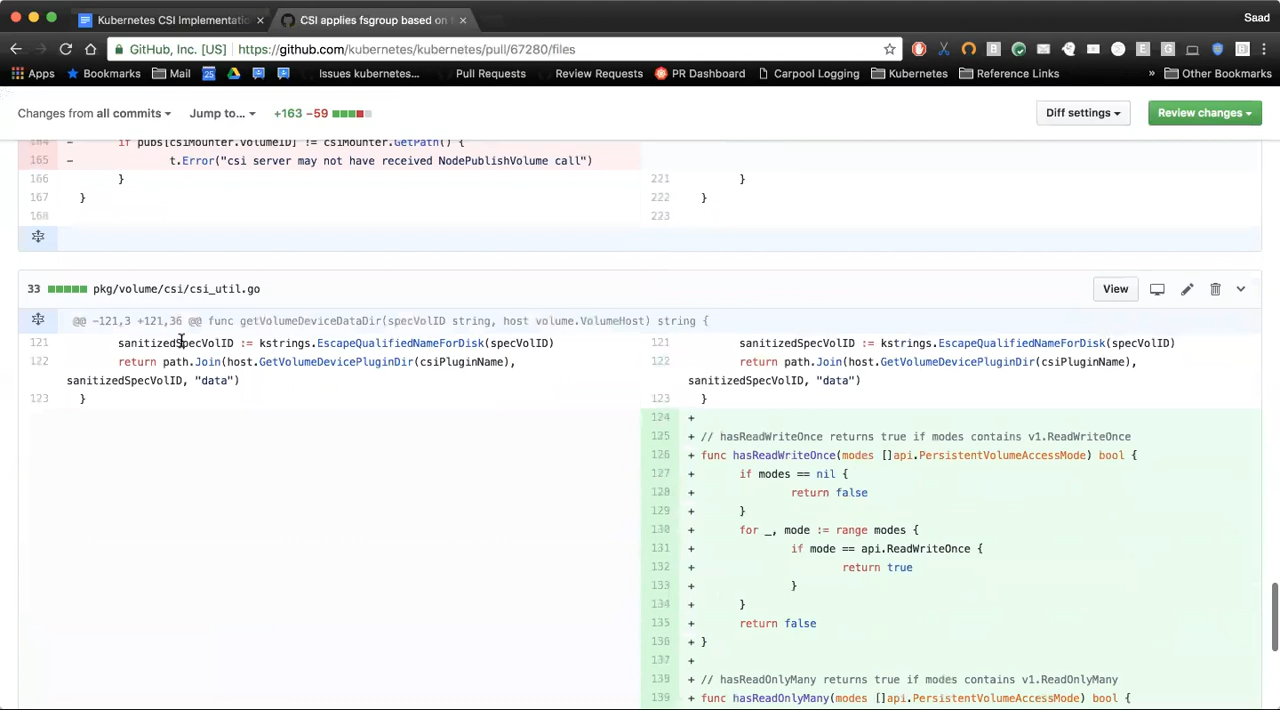 Kubernetes CSI Implementatio ×
CSI applies fsgroup based on f ×
Saad
GitHub, Inc. [US] https://github.com/kubernetes/kubernetes/pull/67280/files
Apps Bookmarks Mail 25 Issues kubernetes... Pull Requests Review Requests PR Dashboard Carpool Logging Kubernetes Reference Links » Other Bookmarks
Changes from all commits Jump to... +163 −59 Diff settings Review changes
164 - if pubs[csiMounter.volumeID] != csiMounter.GetPath() {
165 - t.Error("csi server may not have received NodePublishVolume call")
166 } 221 }
167 } 222 }
168 223
33 pkg/volume/csi/csi_util.go View
@@ -121,3 +121,36 @@ func getVolumeDeviceDataDir(specVolID string, host volume.VolumeHost) string {
121 sanitizedSpecVolID := kstrings.EscapeQualifiedNameForDisk(specVolID) 121 sanitizedSpecVolID := kstrings.EscapeQualifiedNameForDisk(specVolID)
122 return path.Join(host.GetVolumeDevicePluginDir(csiPluginName), 122 return path.Join(host.GetVolumeDevicePluginDir(csiPluginName),
sanitizedSpecVolID, "data") sanitizedSpecVolID, "data")
123 } 123 }
124 +
125 + // hasReadWriteOnce returns true if modes contains v1.ReadWriteOnce
126 + func hasReadWriteOnce(modes []api.PersistentVolumeAccessMode) bool {
127 + if modes == nil {
128 + return false
129 + }
130 + for _, mode := range modes {
131 + if mode == api.ReadWriteOnce {
132 + return true
133 + }
134 + }
135 + return false
136 + }
137 +
138 + // hasReadOnlyMany returns true if modes contains v1.ReadOnlyMany
139 + func hasReadOnlyMany(modes []api.PersistentVolumeAccessMode) bool {